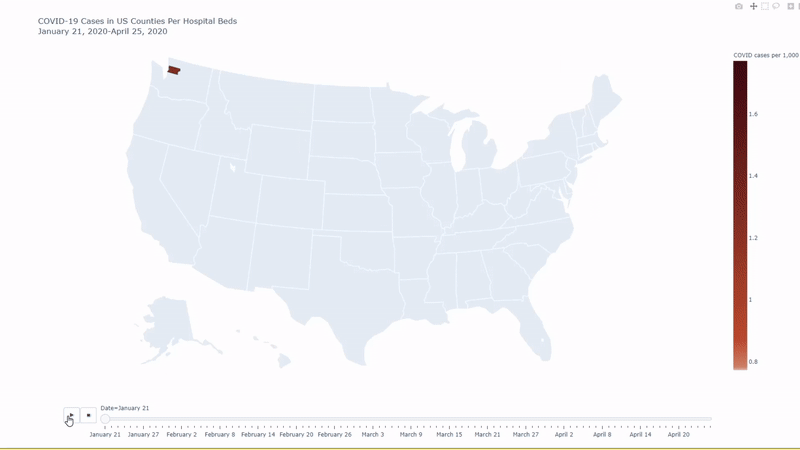 COVID-19 Cases in US Counties Per Hospital Beds
January 21, 2020-April 25, 2020
COVID cases per 1,000
1.6
1.4
1.2
1
0.8
Date=January 21
January 21 January 27 February 2 February 8 February 14 February 20 February 26 March 3 March 9 March 15 March 21 March 27 April 2 April 8 April 14 April 20